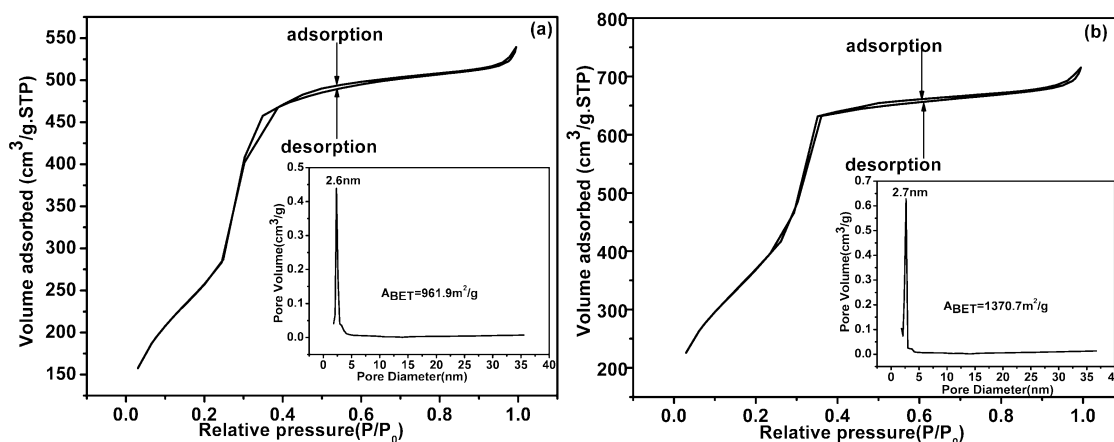 (a)
Volume adsorbed (cm³/g.STP)
550
500
450
400
350
300
250
200
150
0.0 0.2 0.4 0.6 0.8 1.0
Relative pressure(P/P₀)
adsorption
desorption
Pore Volume(cm³/g)
0.5
0.4
0.3
0.2
0.1
0.0
2.6nm
ABET=961.9m²/g
0 5 10 15 20 25 30 35 40
Pore Diameter(nm)
(b)
Volume adsorbed (cm³/g.STP)
800
700
600
500
400
300
200
0.0 0.2 0.4 0.6 0.8 1.0
Relative pressure(P/P₀)
adsorption
desorption
Pore Volume(cm³/g)
0.7
0.6
0.5
0.4
0.3
0.2
0.1
0.0
2.7nm
ABET=1370.7m²/g
0 5 10 15 20 25 30 35 40
Pore Diameter(nm)